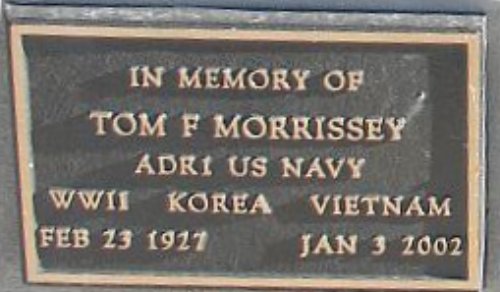 IN MEMORY OF
TOM F MORRISSEY
ADR1 US NAVY
WWII KOREA VIETNAM
FEB 23 1927 JAN 3 2002